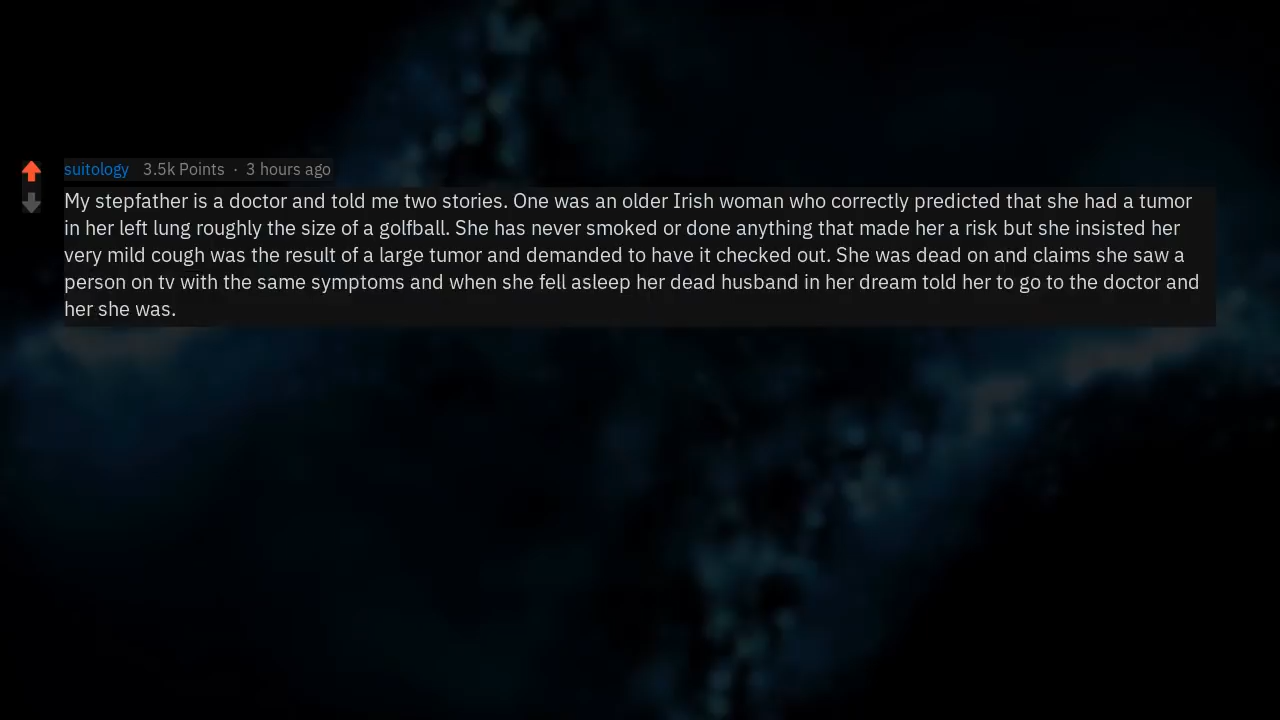 suitology 3.5k Points · 3 hours ago
My stepfather is a doctor and told me two stories. One was an older Irish woman who correctly predicted that she had a tumor
in her left lung roughly the size of a golfball. She has never smoked or done anything that made her a risk but she insisted her
very mild cough was the result of a large tumor and demanded to have it checked out. She was dead on and claims she saw a
person on tv with the same symptoms and when she fell asleep her dead husband in her dream told her to go to the doctor and
her she was.